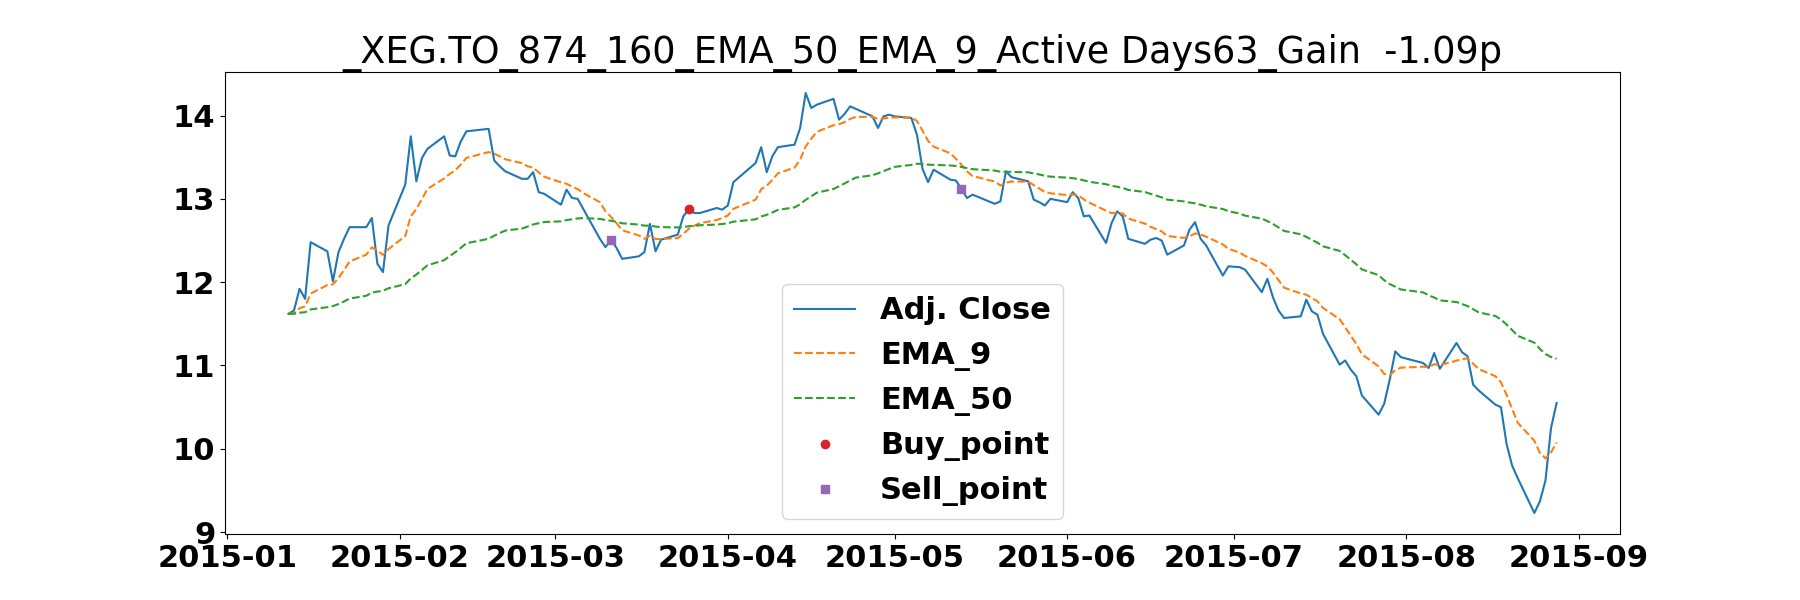 _XEG.TO_874_160_EMA_50_EMA_9_Active Days63_Gain  -1.09p
14
13
12
11
10
9
Adj. Close
EMA_9
EMA_50
Buy_point
Sell_point
2015-01 2015-02 2015-03 2015-04 2015-05 2015-06 2015-07 2015-08 2015-09